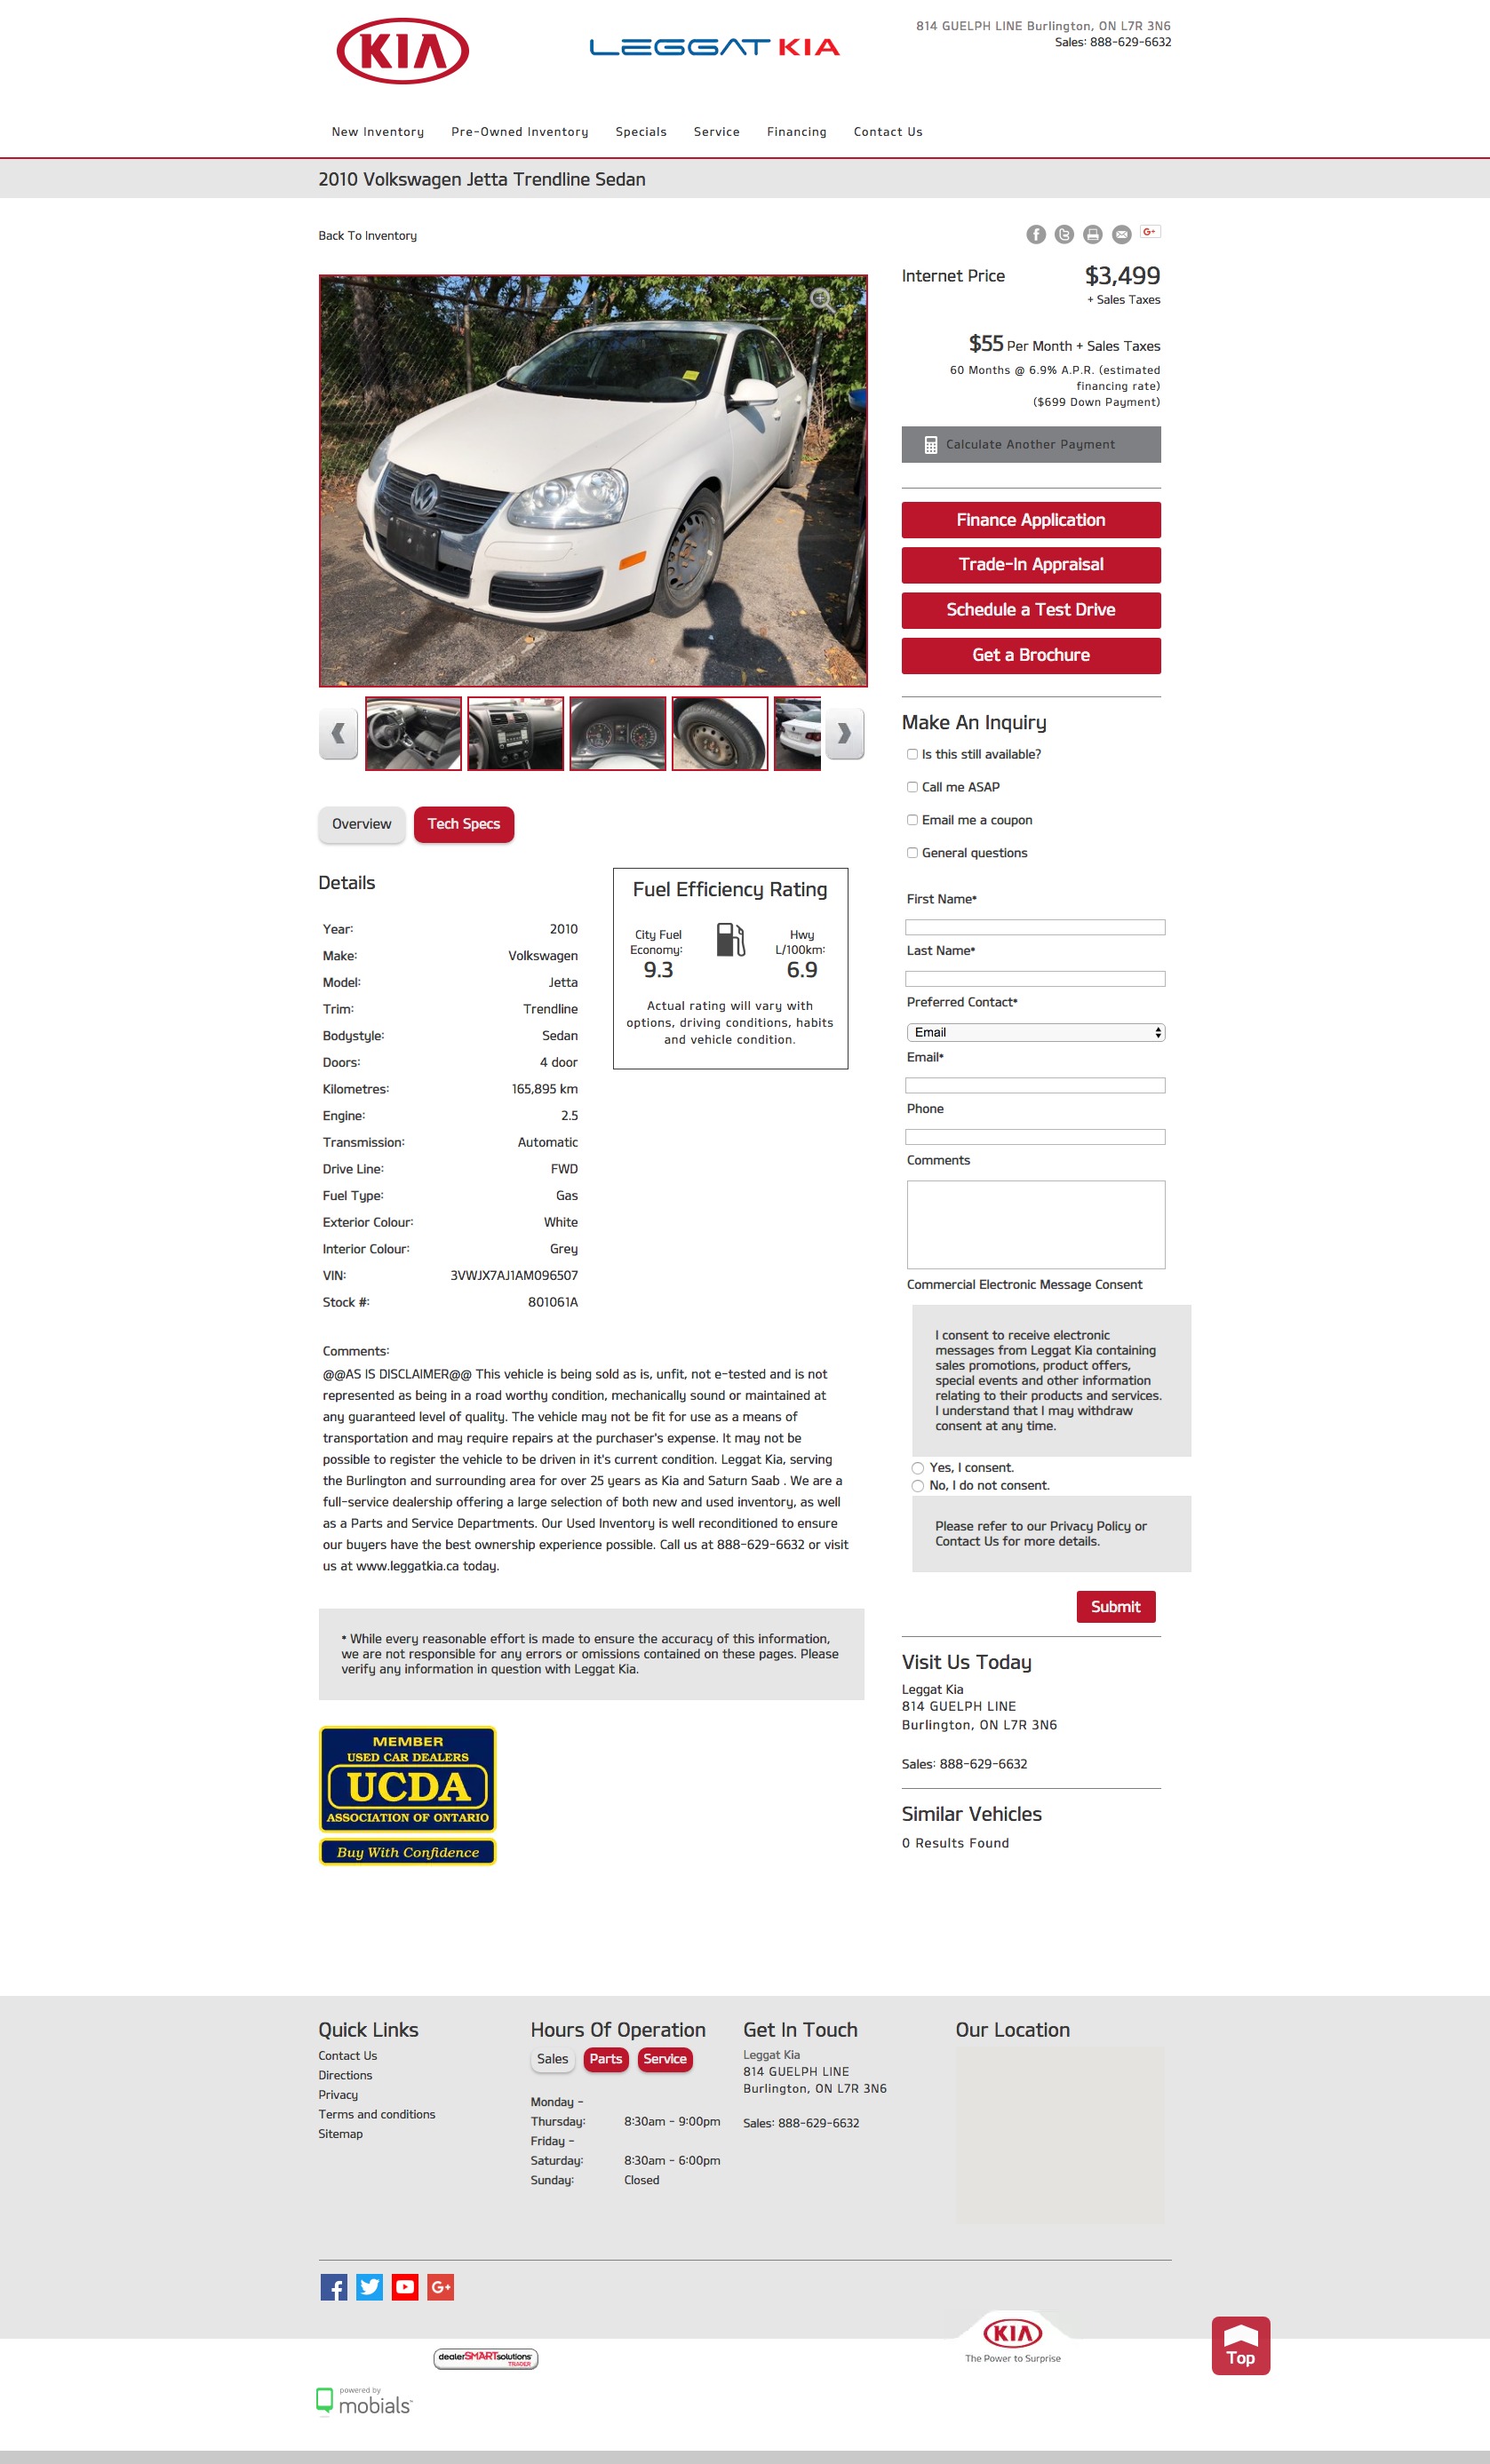 KIA
LEGGAT KIA
814 GUELPH LINE Burlington, ON L7R 3N6
Sales: 888-629-6632
New Inventory
Pre-Owned Inventory
Specials
Service
Financing
Contact Us
2010 Volkswagen Jetta Trendline Sedan
Back To Inventory
G+
Internet Price
$3,499
+ Sales Taxes
$55 Per Month + Sales Taxes
60 Months @ 6.9% A.P.R. (estimated
financing rate)
($699 Down Payment)
Calculate Another Payment
Finance Application
Trade-In Appraisal
Schedule a Test Drive
Get a Brochure
Overview
Tech Specs
Details
Year: 2010
Make: Volkswagen
Model: Jetta
Trim: Trendline
Bodystyle: Sedan
Doors: 4 door
Kilometres: 165,895 km
Engine: 2.5
Transmission: Automatic
Drive Line: FWD
Fuel Type: Gas
Exterior Colour: White
Interior Colour: Grey
VIN: 3VWJX7AJ1AM096507
Stock #: 801061A
Fuel Efficiency Rating
City Fuel
Economy:
9.3
Hwy
L/100km:
6.9
Actual rating will vary with
options, driving conditions, habits
and vehicle condition.
Comments:
@@AS IS DISCLAIMER@@ This vehicle is being sold as is, unfit, not e-tested and is not
represented as being in a road worthy condition, mechanically sound or maintained at
any guaranteed level of quality. The vehicle may not be fit for use as a means of
transportation and may require repairs at the purchaser's expense. It may not be
possible to register the vehicle to be driven in it's current condition. Leggat Kia, serving
the Burlington and surrounding area for over 25 years as Kia and Saturn Saab . We are a
full-service dealership offering a large selection of both new and used inventory, as well
as a Parts and Service Departments. Our Used Inventory is well reconditioned to ensure
our buyers have the best ownership experience possible. Call us at 888-629-6632 or visit
us at www.leggatkia.ca today.
* While every reasonable effort is made to ensure the accuracy of this information,
we are not responsible for any errors or omissions contained on these pages. Please
verify any information in question with Leggat Kia.
MEMBER
USED CAR DEALERS
UCDA
ASSOCIATION OF ONTARIO
Buy With Confidence
Make An Inquiry
Is this still available?
Call me ASAP
Email me a coupon
General questions
First Name*
Last Name*
Preferred Contact*
Email
Email*
Phone
Comments
Commercial Electronic Message Consent
I consent to receive electronic
messages from Leggat Kia containing
sales promotions, product offers,
special events and other information
relating to their products and services.
I understand that I may withdraw
consent at any time.
Yes, I consent.
No, I do not consent.
Please refer to our Privacy Policy or
Contact Us for more details.
Submit
Visit Us Today
Leggat Kia
814 GUELPH LINE
Burlington, ON L7R 3N6
Sales: 888-629-6632
Similar Vehicles
0 Results Found
Quick Links
Contact Us
Directions
Privacy
Terms and conditions
Sitemap
Hours Of Operation
Sales
Parts
Service
Monday -
Thursday: 8:30am - 9:00pm
Friday -
Saturday: 8:30am - 6:00pm
Sunday: Closed
Get In Touch
Leggat Kia
814 GUELPH LINE
Burlington, ON L7R 3N6
Sales: 888-629-6632
Our Location
G+
KIA
The Power to Surprise
Top
dealerSMARTsolutions
TRADER
powered by
mobials™